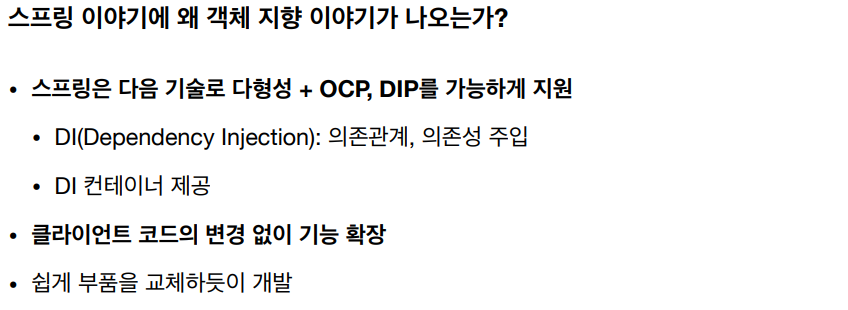 스프링 이야기에 왜 객체 지향 이야기가 나오는가?
• 스프링은 다음 기술로 다형성 + OCP, DIP를 가능하게 지원
• DI(Dependency Injection): 의존관계, 의존성 주입
• DI 컨테이너 제공
• 클라이언트 코드의 변경 없이 기능 확장
• 쉽게 부품을 교체하듯이 개발